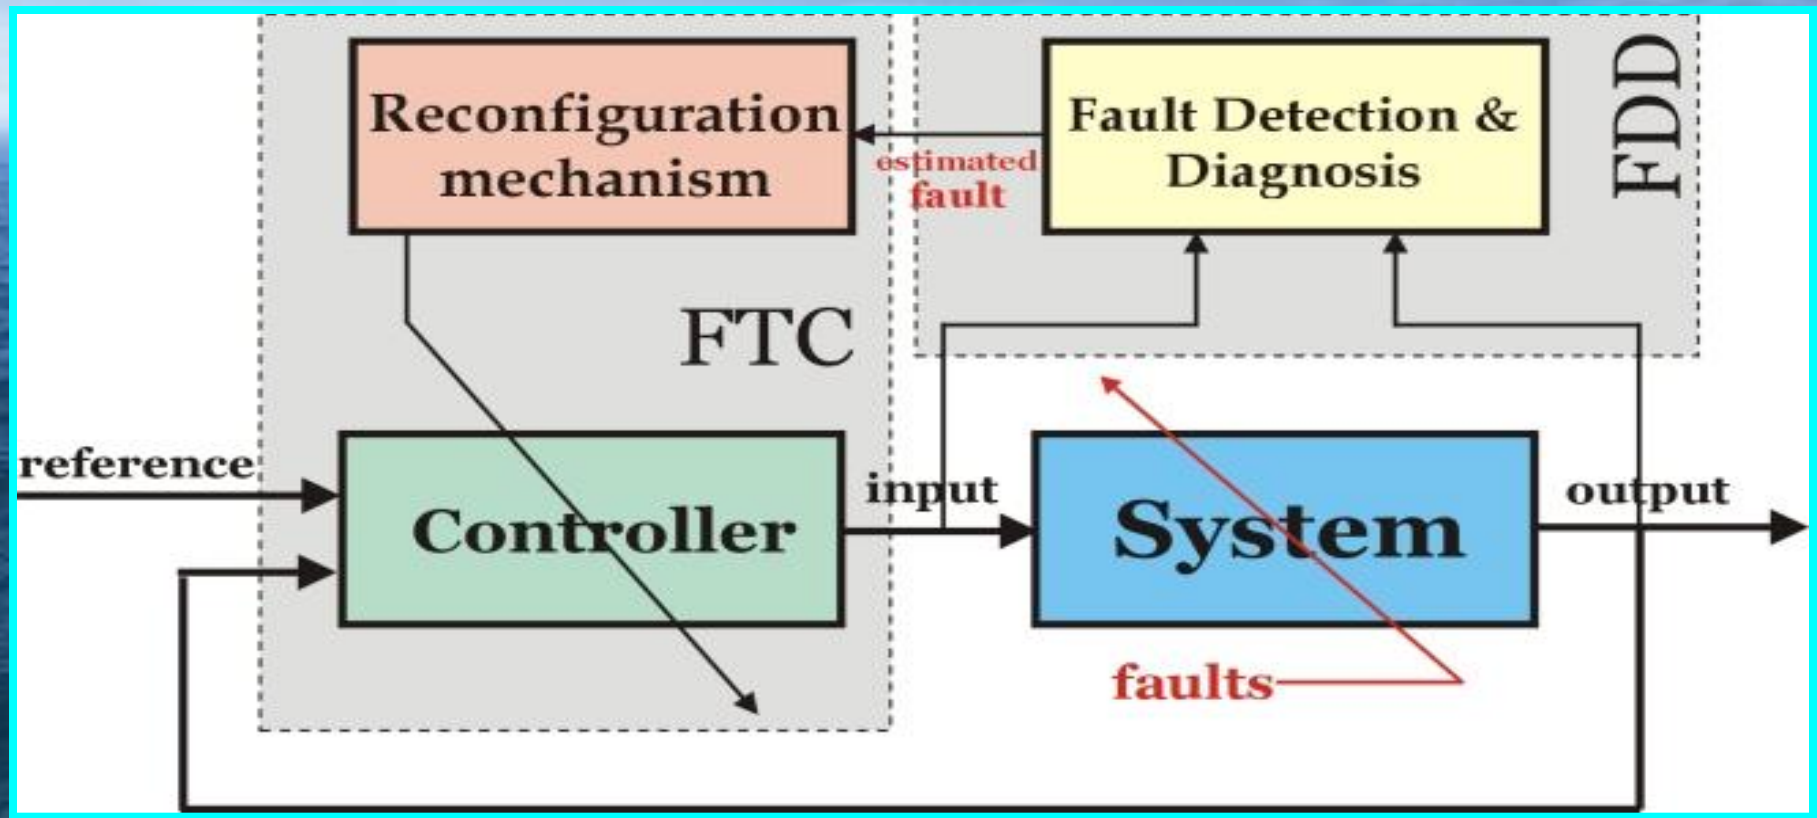 Reconfiguration
mechanism
estimated
fault
Fault Detection &
Diagnosis
FDD
FTC
reference
Controller
input
System
output
faults